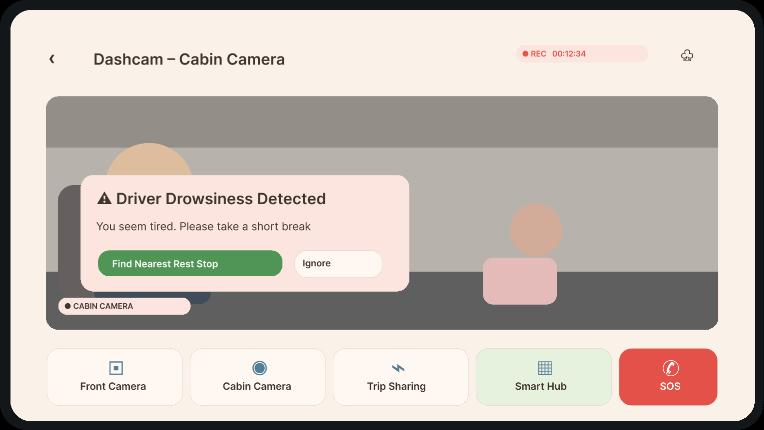 Dashcam – Cabin Camera
REC 00:12:34
Driver Drowsiness Detected
You seem tired. Please take a short break
Find Nearest Rest Stop
Ignore
CABIN CAMERA
Front Camera
Cabin Camera
Trip Sharing
Smart Hub
SOS